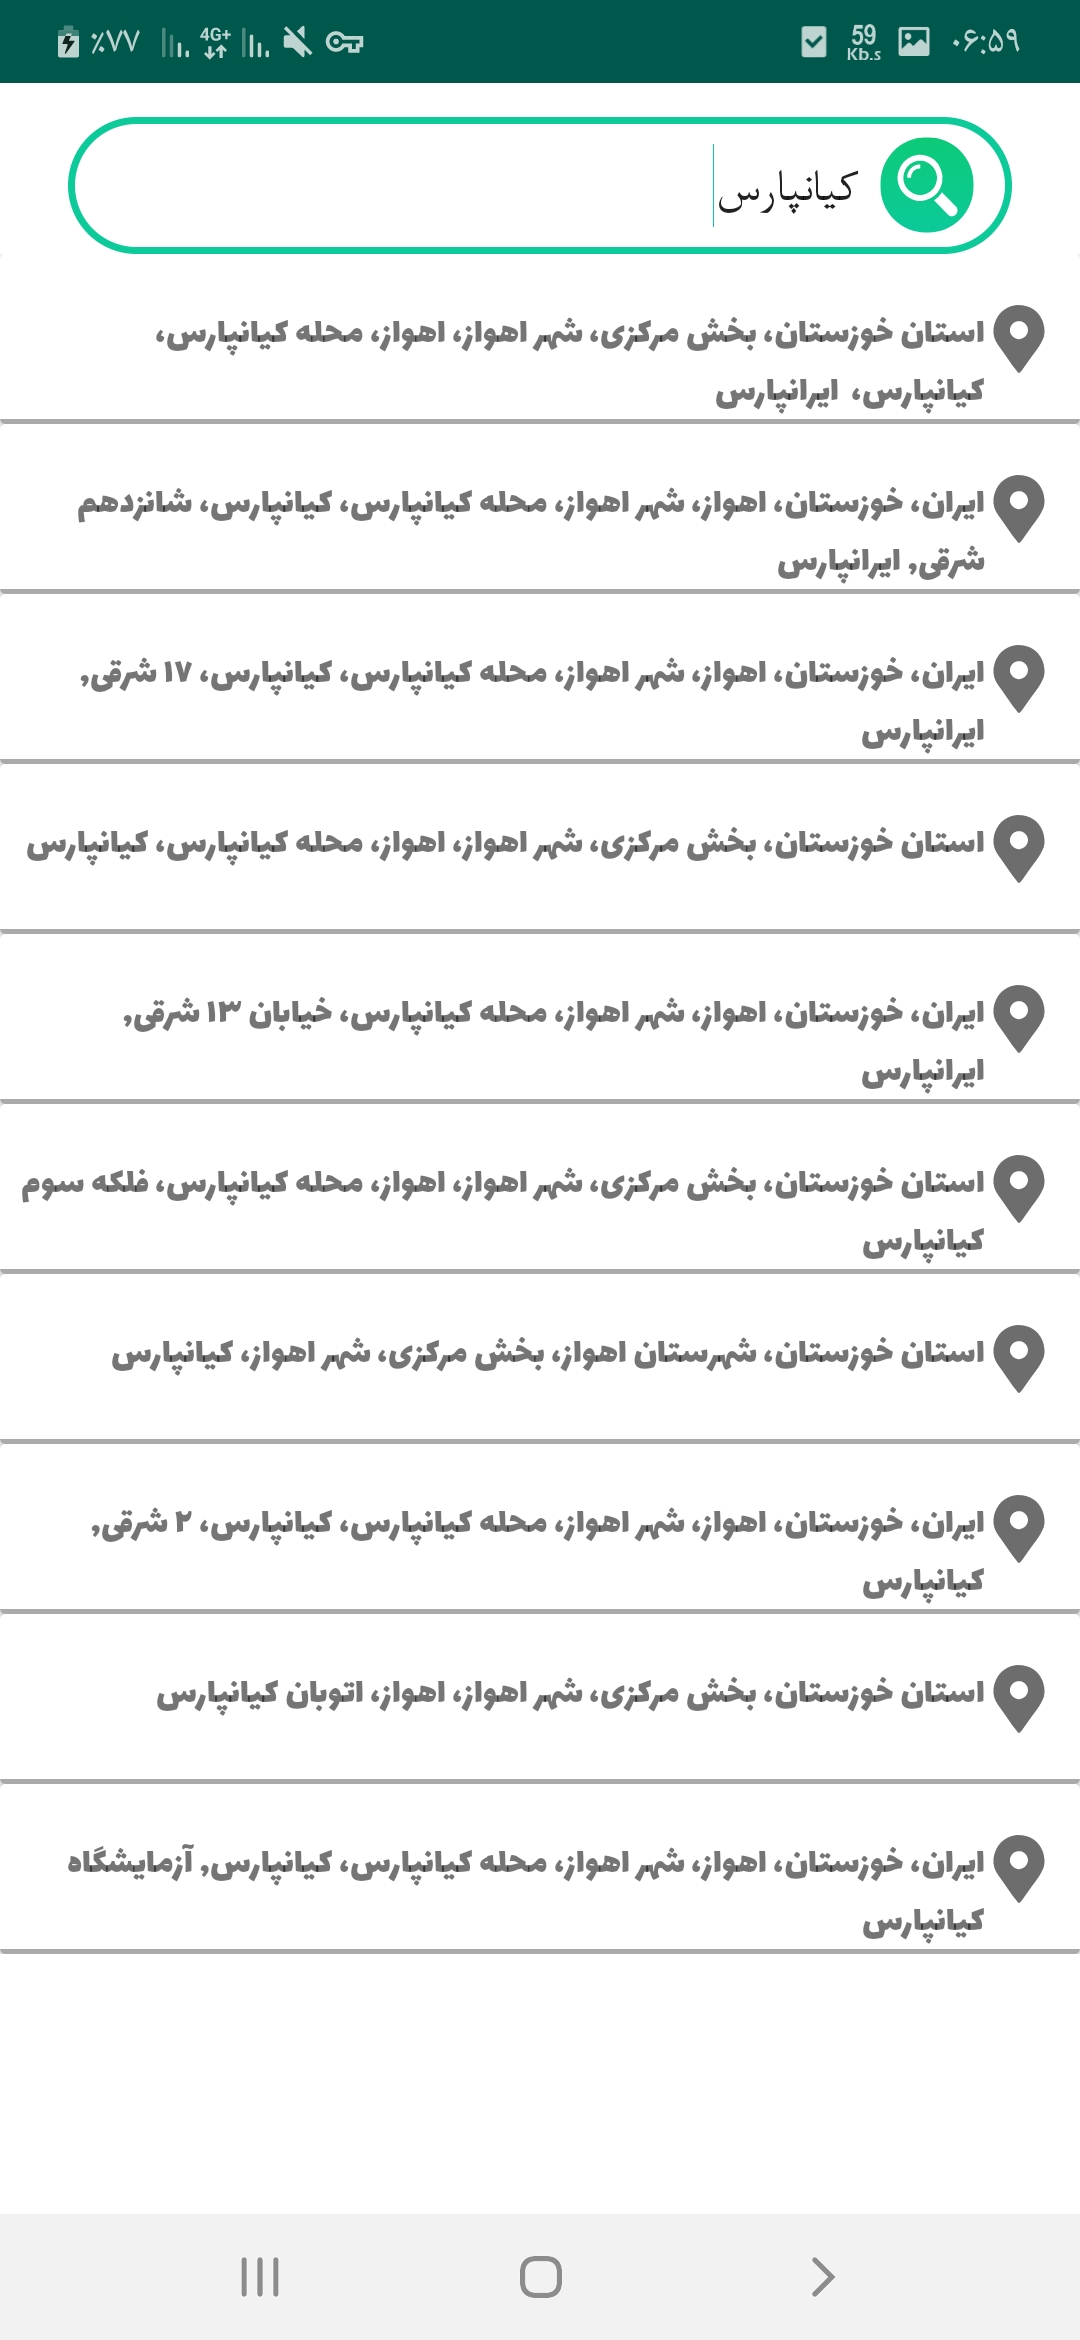 ٪۷۷ 4G+ 59 Kb.s ۰۶:۵۹
کیانپارس
استان خوزستان، بخش مرکزی، شهر اهواز، اهواز، محله کیانپارس،
کیانپارس، ایرانپارس
ایران، خوزستان، اهواز، شهر اهواز، محله کیانپارس، کیانپارس، شانزدهم
شرقی, ایرانپارس
ایران، خوزستان، اهواز، شهر اهواز، محله کیانپارس، کیانپارس، ۱۷ شرقی,
ایرانپارس
استان خوزستان، بخش مرکزی، شهر اهواز، اهواز، محله کیانپارس، کیانپارس
ایران، خوزستان، اهواز، شهر اهواز، محله کیانپارس، خیابان ۱۳ شرقی,
ایرانپارس
استان خوزستان، بخش مرکزی، شهر اهواز، اهواز، محله کیانپارس، فلکه سوم
کیانپارس
استان خوزستان، شهرستان اهواز، بخش مرکزی، شهر اهواز، کیانپارس
ایران، خوزستان، اهواز، شهر اهواز، محله کیانپارس، کیانپارس، ۲ شرقی,
کیانپارس
استان خوزستان، بخش مرکزی، شهر اهواز، اهواز، اتوبان کیانپارس
ایران، خوزستان، اهواز، شهر اهواز، محله کیانپارس، کیانپارس, آزمایشگاه
کیانپارس